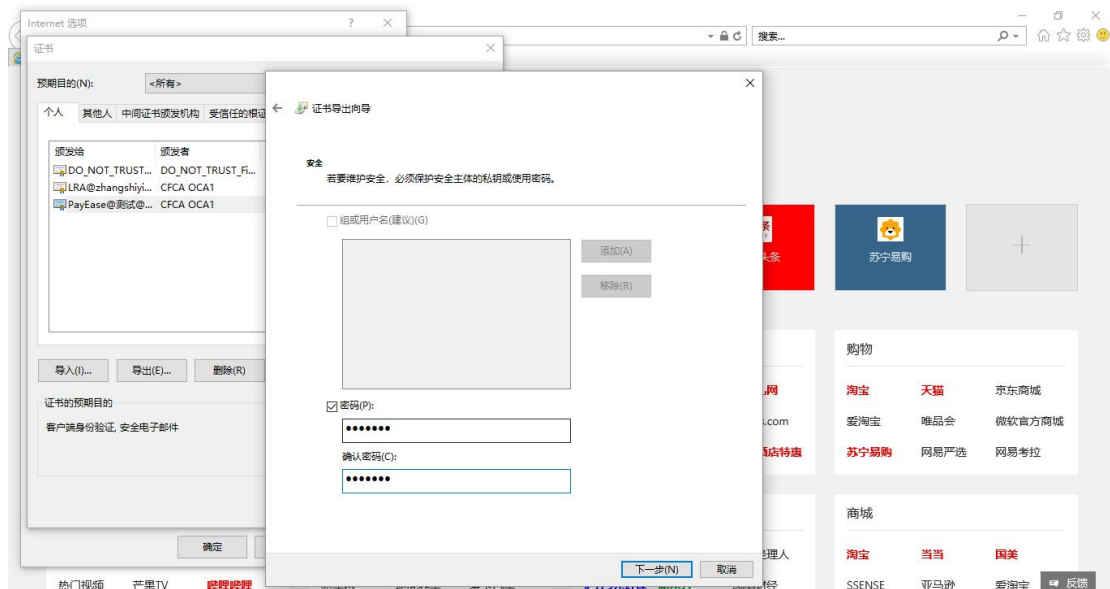 Internet 选项
?
搜索...
证书
预期目的(N):
<所有>
个人 其他人 中间证书颁发机构 受信任的根证
颁发给 颁发者
DO_NOT_TRUST... DO_NOT_TRUST_Fi...
LRA@zhangshiyi... CFCA OCA1
PayEase@测试@... CFCA OCA1
导入(I)... 导出(E)... 删除(R)
证书的预期目的
客户端身份验证, 安全电子邮件
确定
证书导出向导
安全
若要维护安全，必须保护安全主体的私钥或使用密码。
组或用户名(建议)(G)
添加(A)
移除(R)
密码(P):
•••••••
确认密码(C):
•••••••
下一步(N) 取消
条
头条
苏宁易购
网
s.com
酒店特惠
购物
淘宝 天猫 京东商城
爱淘宝 唯品会 微软官方商城
苏宁易购 网易严选 网易考拉
商城
经理人
淘宝 当当 国美
SSENSE 亚马逊 爱淘宝
反馈
热门视频 芒果TV 哔哩哔哩